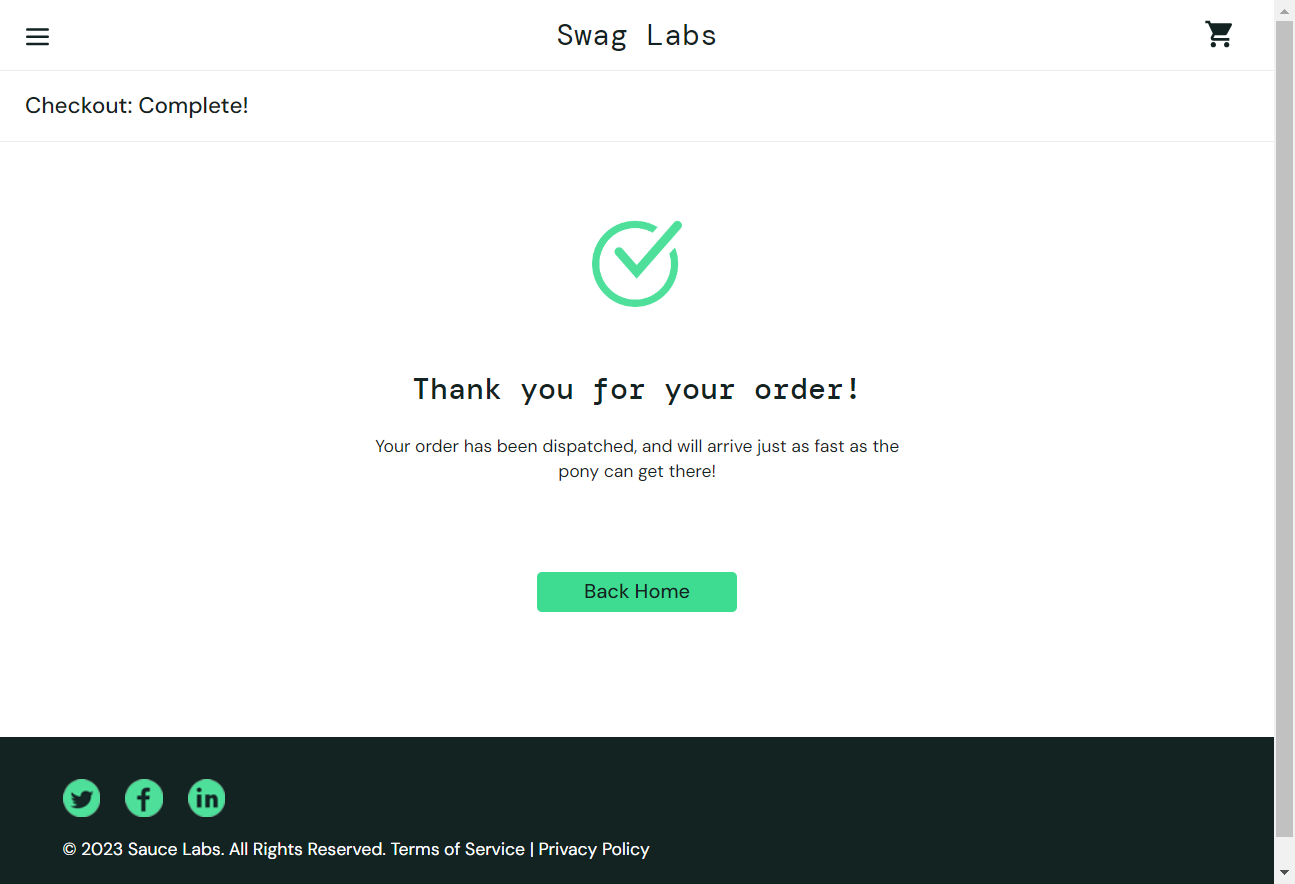 Swag Labs
Checkout: Complete!
Thank you for your order!
Your order has been dispatched, and will arrive just as fast as the
pony can get there!
Back Home
© 2023 Sauce Labs. All Rights Reserved. Terms of Service | Privacy Policy